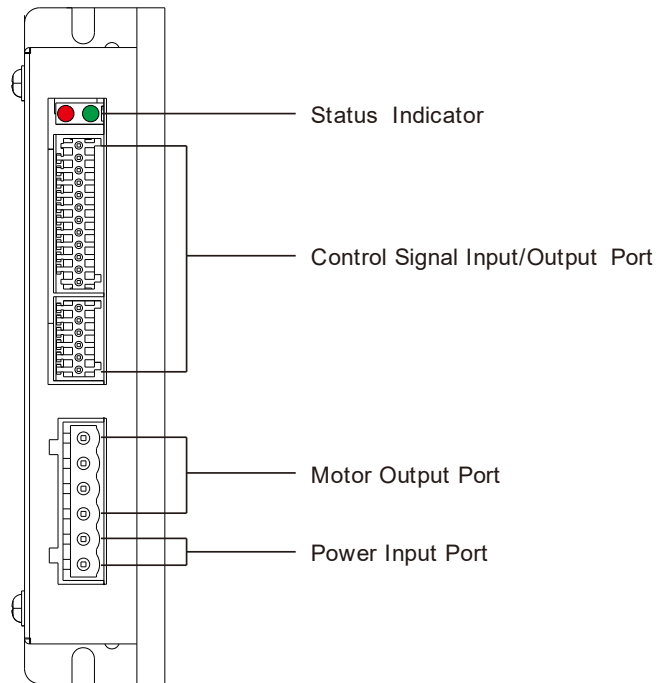 Status Indicator
Control Signal Input/Output Port
Motor Output Port
Power Input Port